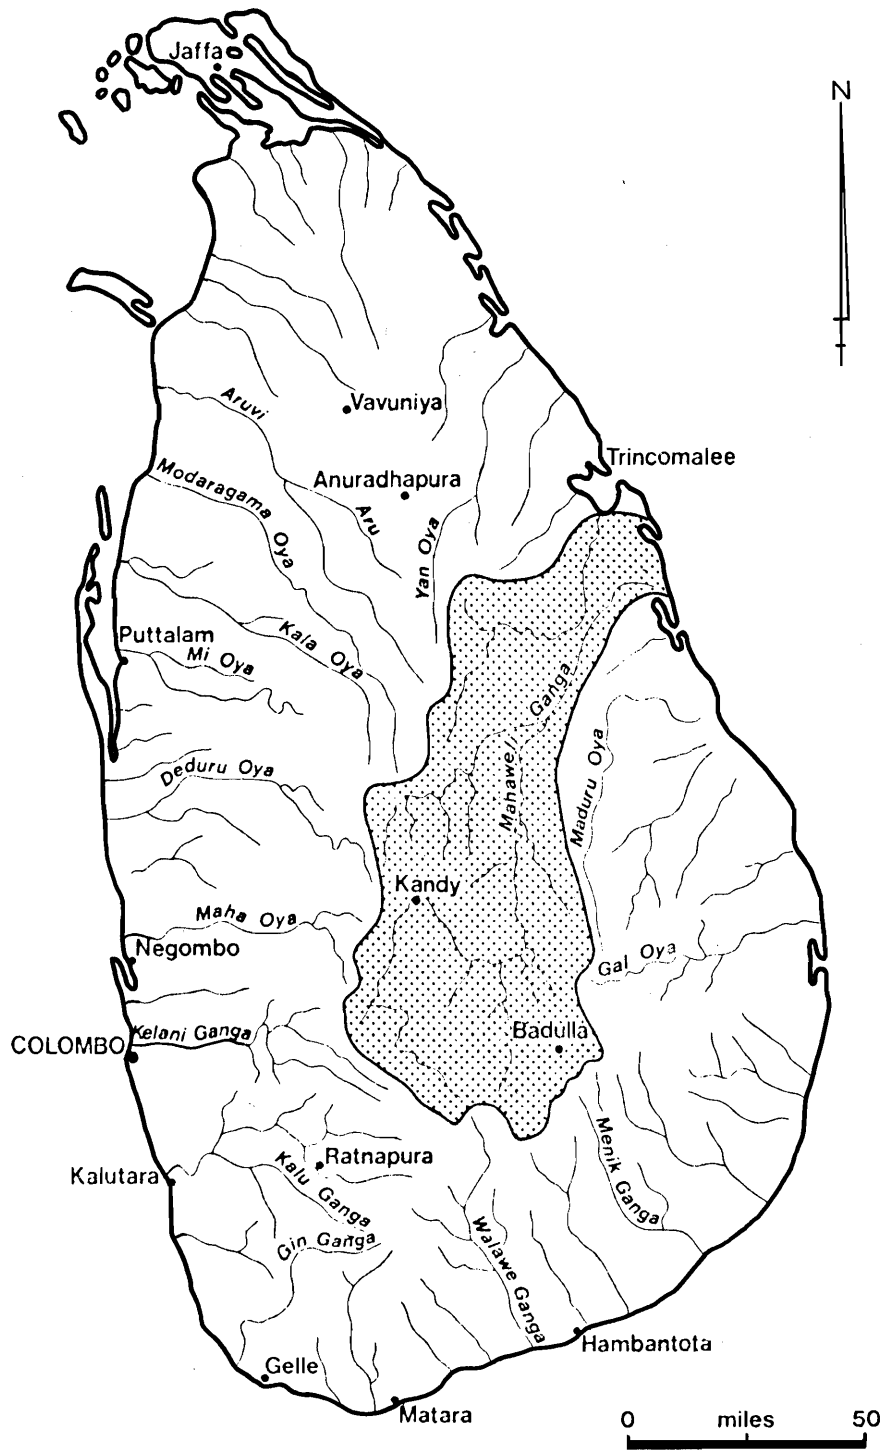 Jaffa
N
Vavuniya
Aruvi
Aru
Trincomalee
Anuradhapura
Modaragama Oya
Yan Oya
Puttalam
Kala Oya
Mi Oya
Mahaweli Ganga
Maduru Oya
Deduru Oya
Kandy
Maha Oya
Negombo
Gal Oya
Badulla
Kelani Ganga
COLOMBO
Menik Ganga
Ratnapura
Kalutara
Kalu Ganga
Gin Ganga
Walawe Ganga
Hambantota
Gelle
Matara
0 miles 50